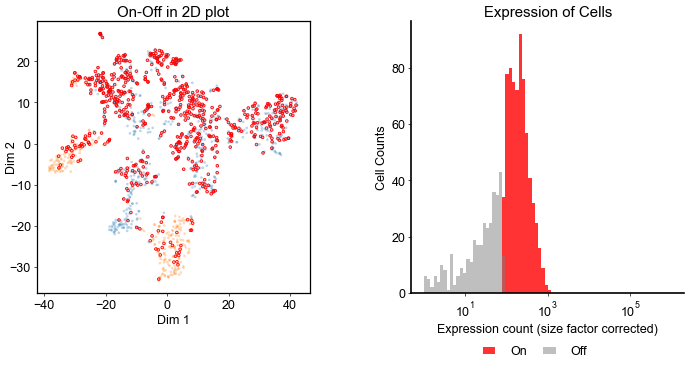 On-Off in 2D plot
Dim 2
20
10
0
−10
−20
−30
−40 −20 0 20 40
Dim 1
Expression of Cells
Cell Counts
80
60
40
20
0
10^1 10^3 10^5
Expression count (size factor corrected)
On Off